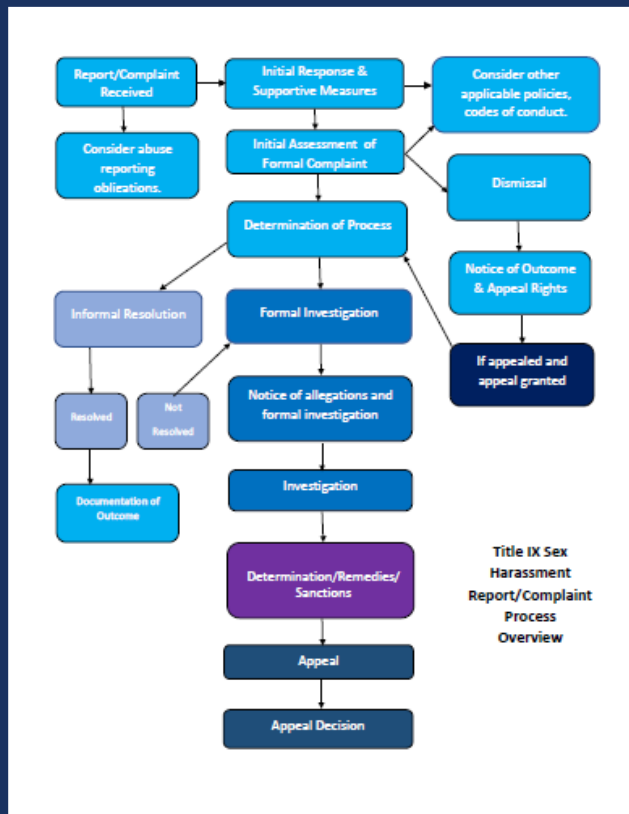 Report/Complaint
Received
Initial Response &
Supportive Measures
Consider other
applicable policies,
codes of conduct.
Consider abuse
reporting
oblieations.
Initial Assessment of
Formal Complaint
Dismissal
Determination of Process
Notice of Outcome
& Appeal Rights
Informal Resolution
Formal Investigation
If appealed and
appeal granted
Resolved
Not
Resolved
Notice of allegations and
formal investigation
Documentation of
Outcome
Investigation
Determination/Remedies/
Sanctions
Title IX Sex
Harassment
Report/Complaint
Process
Overview
Appeal
Appeal Decision